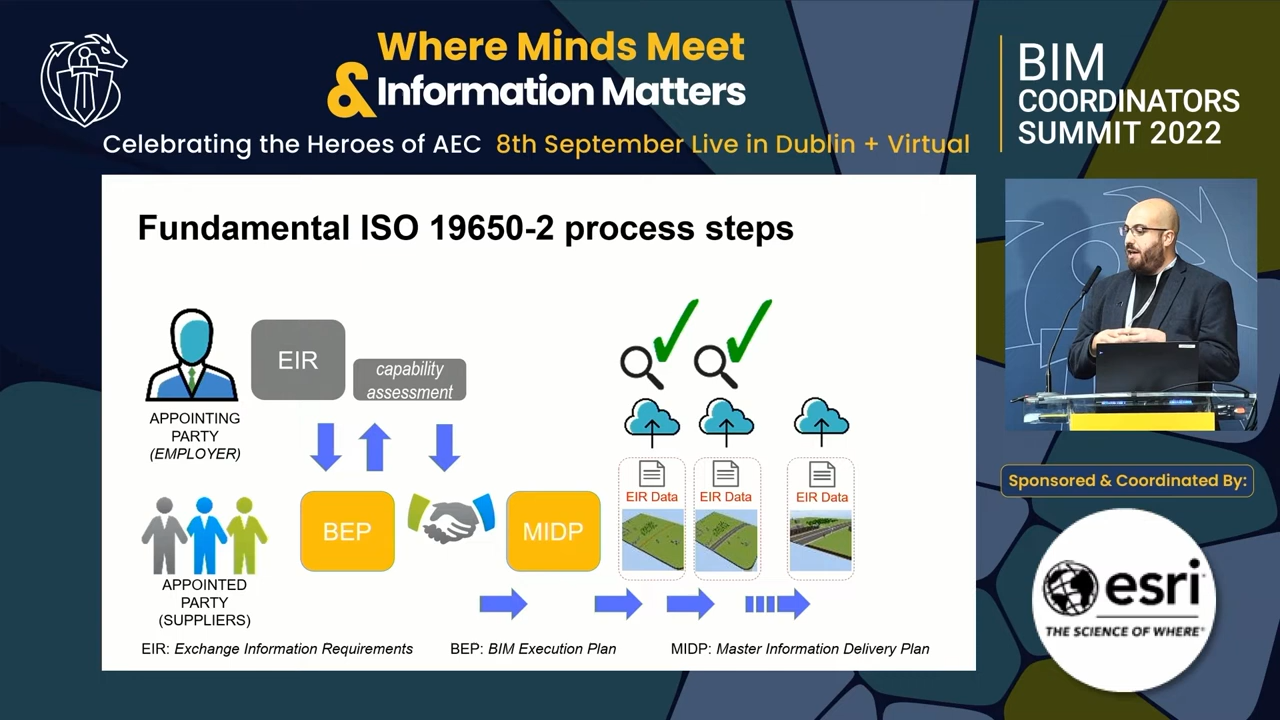 Where Minds Meet
& Information Matters
Celebrating the Heroes of AEC 8th September Live in Dublin + Virtual
BIM
COORDINATORS
SUMMIT 2022
Fundamental ISO 19650-2 process steps
EIR
capability
assessment
APPOINTING
PARTY
(EMPLOYER)
EIR Data
EIR Data
EIR Data
BEP
MIDP
APPOINTED
PARTY
(SUPPLIERS)
EIR: Exchange Information Requirements
BEP: BIM Execution Plan
MIDP: Master Information Delivery Plan
Sponsored & Coordinated By:
esri
THE SCIENCE OF WHERE®